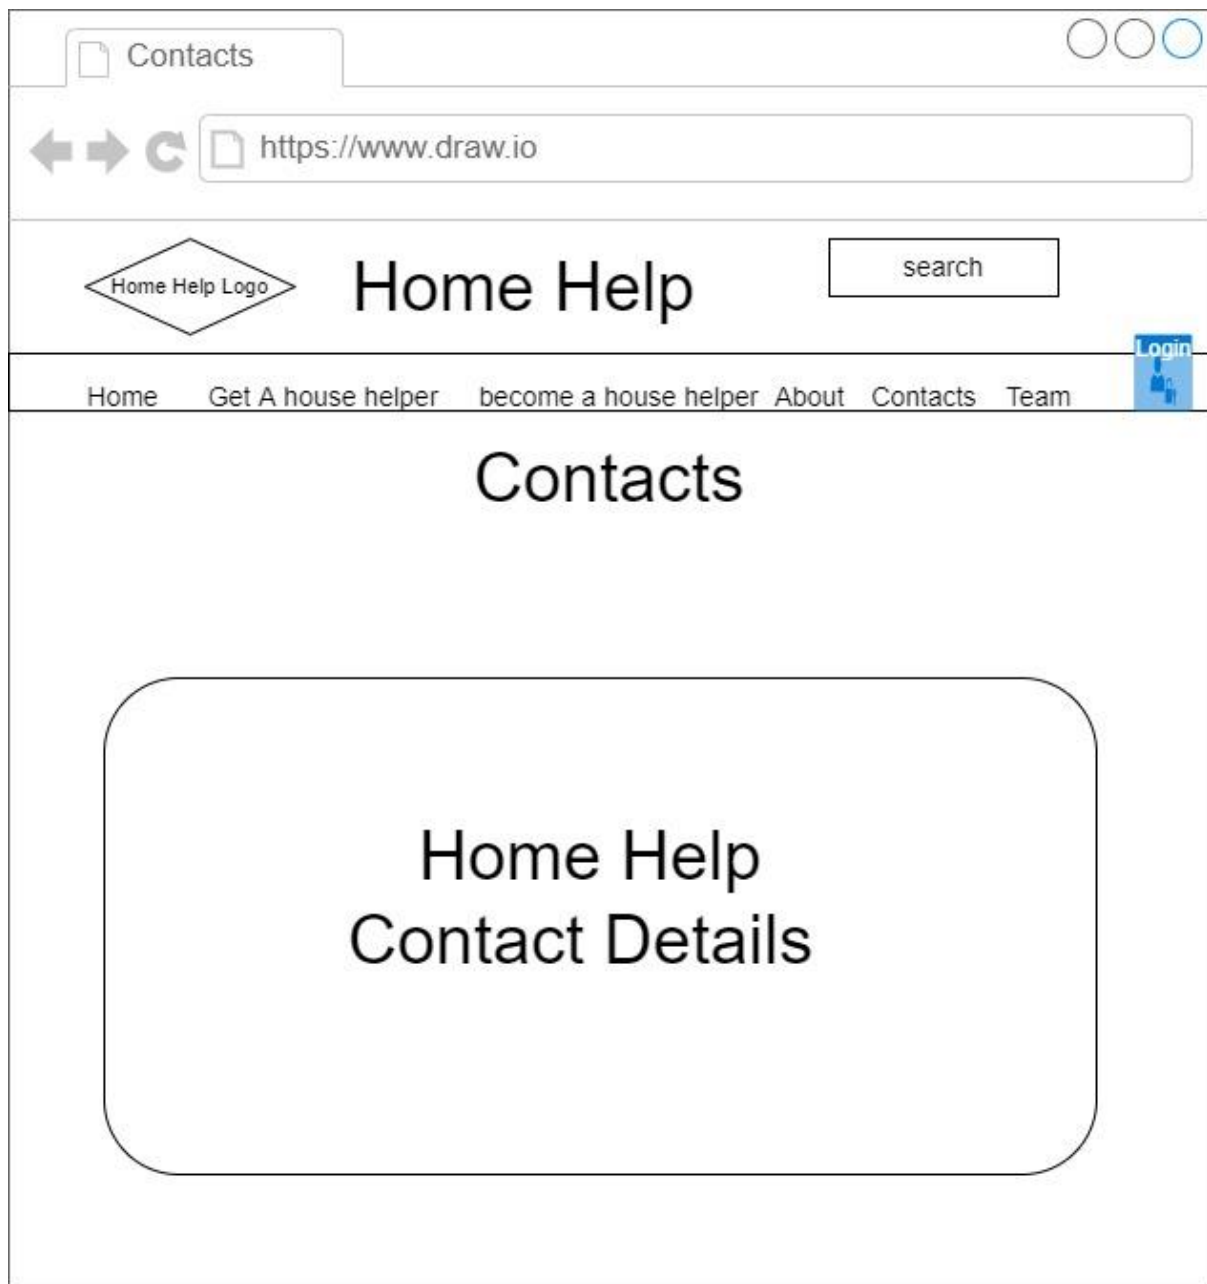 Contacts
https://www.draw.io
Home Help Logo
Home Help
search
Login
Home Get A house helper become a house helper About Contacts Team
Contacts
Home Help
Contact Details